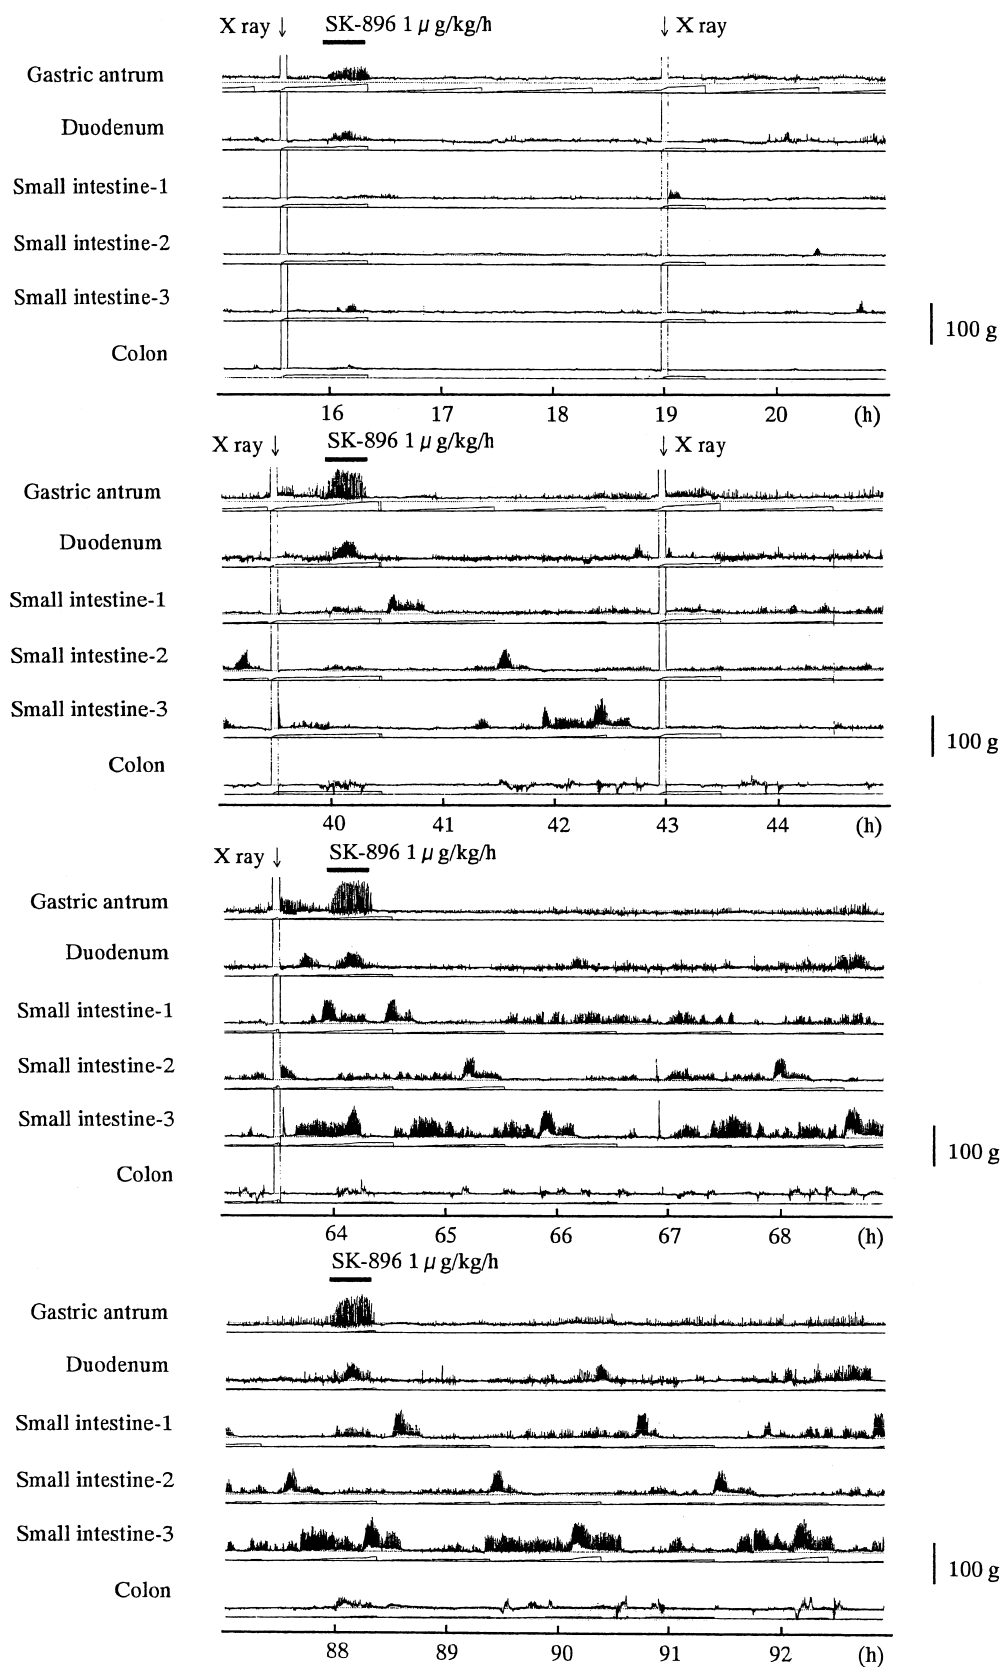 X ray ↓ SK-896 1 μg/kg/h ↓ X ray
Gastric antrum
Duodenum
Small intestine-1
Small intestine-2
Small intestine-3
100 g
Colon
16 17 18 19 20 (h)
X ray ↓ SK-896 1 μg/kg/h ↓ X ray
Gastric antrum
Duodenum
Small intestine-1
Small intestine-2
Small intestine-3
100 g
Colon
40 41 42 43 44 (h)
X ray ↓ SK-896 1 μg/kg/h
Gastric antrum
Duodenum
Small intestine-1
Small intestine-2
Small intestine-3
100 g
Colon
64 65 66 67 68 (h)
SK-896 1 μg/kg/h
Gastric antrum
Duodenum
Small intestine-1
Small intestine-2
Small intestine-3
100 g
Colon
88 89 90 91 92 (h)